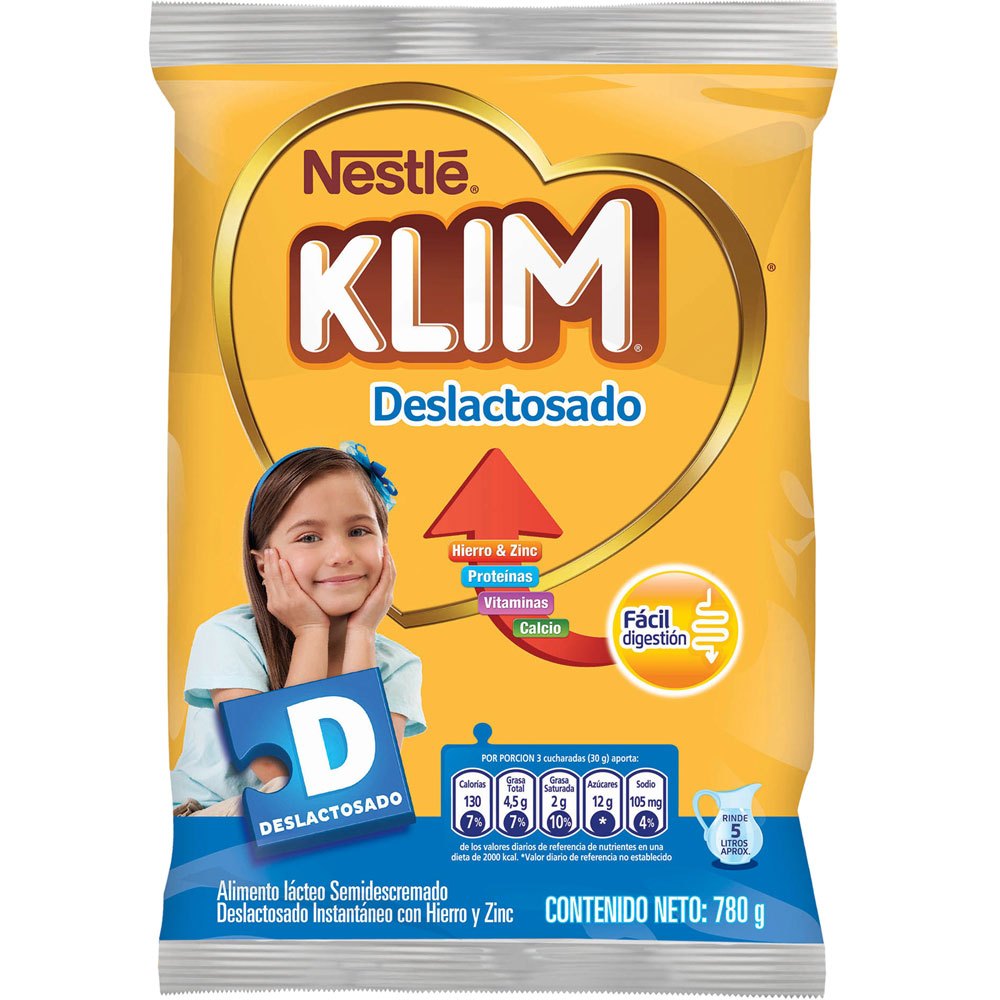 Nestlé®
KLIM®
®
Deslactosado
Hierro & Zinc
Proteínas
Vitaminas
Calcio
Fácil
digestión
D
DESLACTOSADO
POR PORCION 3 cucharadas (30 g) aporta:
Calorías
130
7%
Grasa
Total
4,5 g
7%
Grasa
Saturada
2 g
10%
Azúcares
12 g
*
Sodio
105 mg
4%
de los valores diarios de referencia de nutrientes en una
dieta de 2000 kcal. *Valor diario de referencia no establecido
RINDE
5
LITROS
APROX.
Alimento lácteo Semidescremado
Deslactosado Instantáneo con Hierro y Zinc
CONTENIDO NETO: 780 g